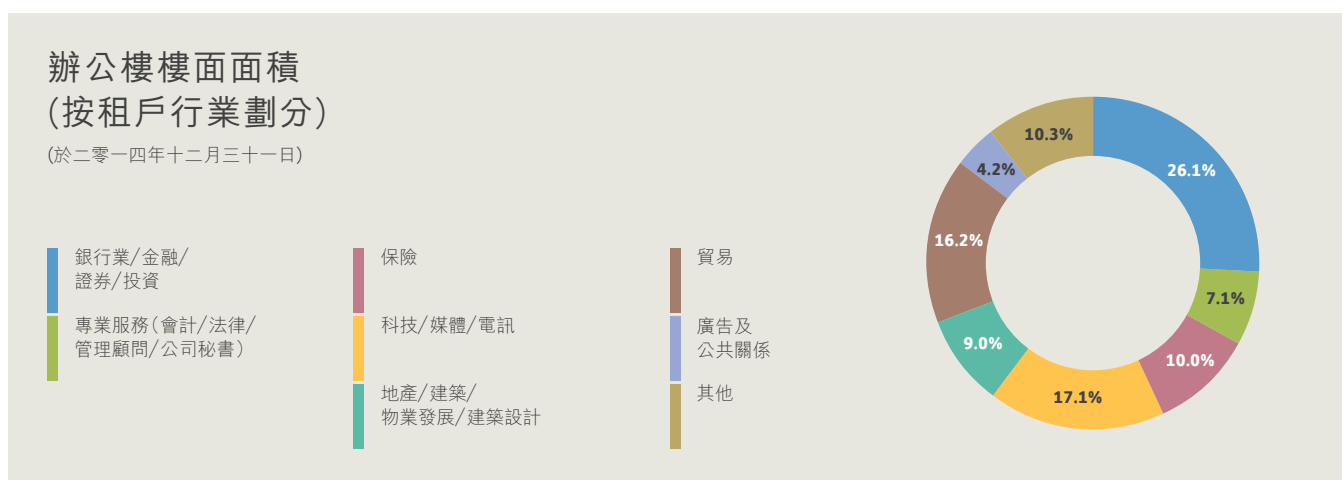 辦公樓樓面面積
(按租戶行業劃分)
(於二零一四年十二月三十一日)
銀行業/金融/
證券/投資
專業服務(會計/法律/
管理顧問/公司秘書)
保險
科技/媒體/電訊
地產/建築/
物業發展/建築設計
貿易
廣告及
公共關係
其他
26.1%
7.1%
10.0%
17.1%
9.0%
16.2%
4.2%
10.3%